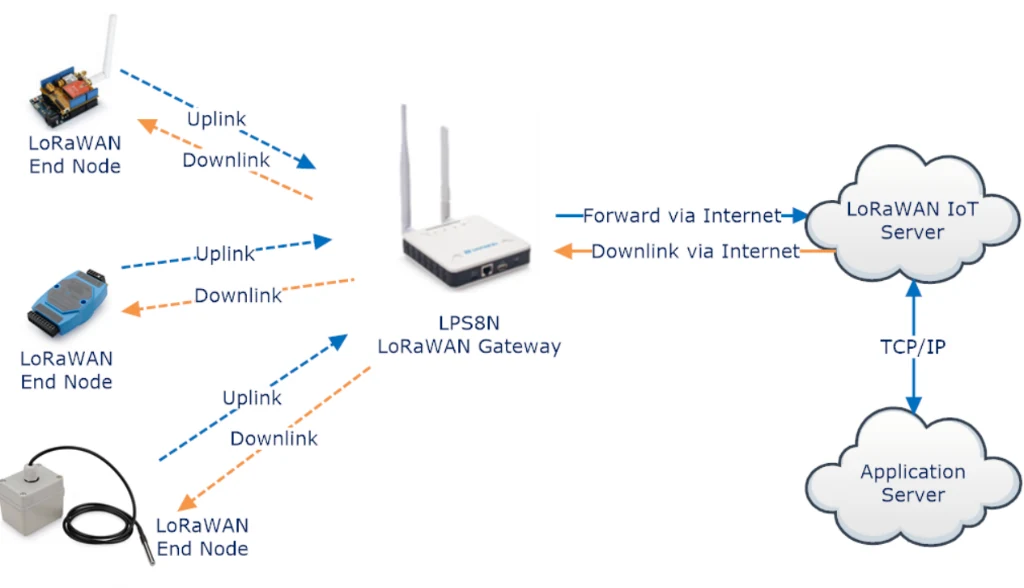 Uplink
Downlink
LoRaWAN
End Node
Uplink
Downlink
LoRaWAN
End Node
Uplink
Downlink
LoRaWAN
End Node
LPS8N
LoRaWAN Gateway
Forward via Internet
Downlink via Internet
LoRaWAN IoT
Server
TCP/IP
Application
Server